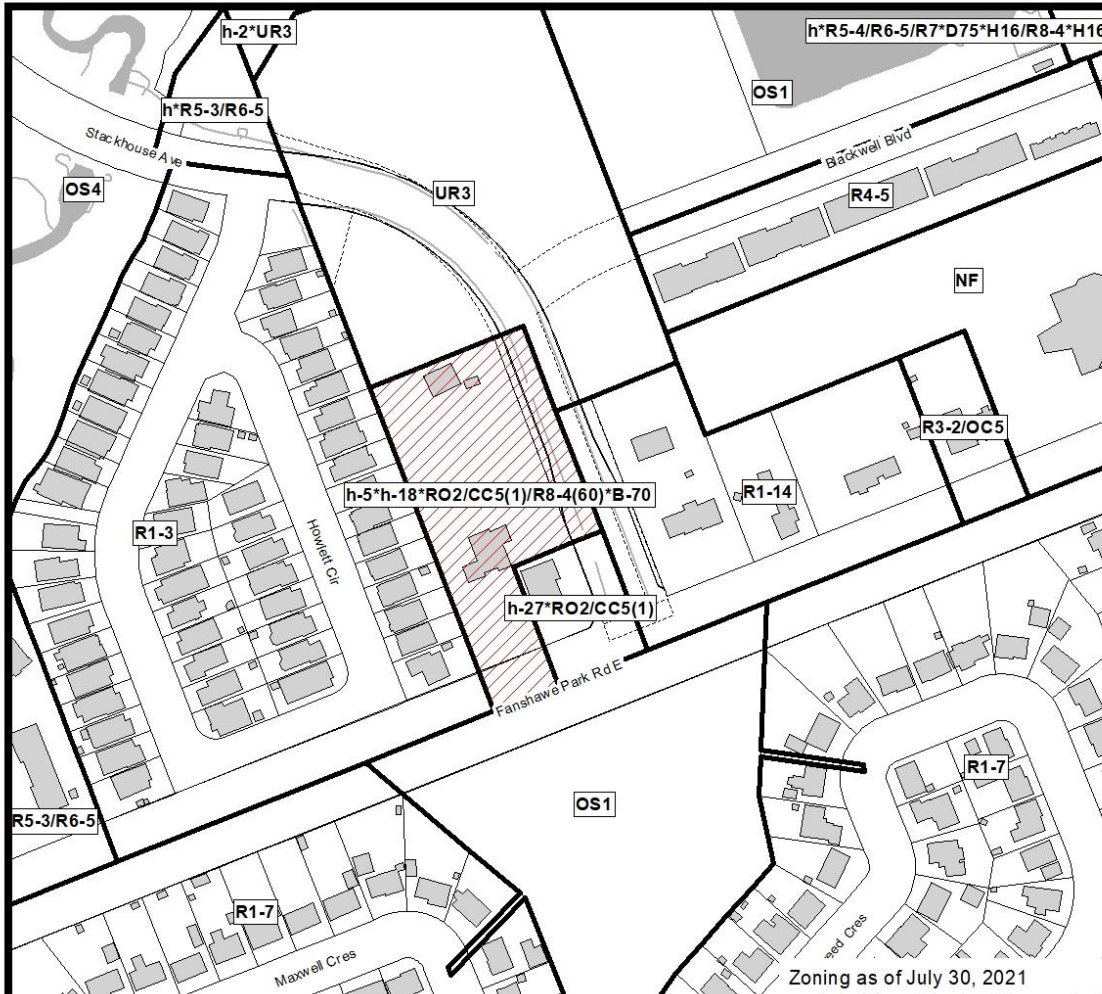 h-2*UR3
h*R5-4/R6-5/R7*D75*H16/R8-4*H16
OS1
h*R5-3/R6-5
Stackhouse Ave
Blackwell Blvd
OS4
UR3
R4-5
NF
R3-2/OC5
h-5*h-18*RO2/CC5(1)/R8-4(60)*B-70
R1-14
R1-3
Howlett Cir
h-27*RO2/CC5(1)
Fanshawe Park Rd E
R1-7
OS1
R5-3/R6-5
R1-7
Maxwell Cres
Cres
Zoning as of July 30, 2021